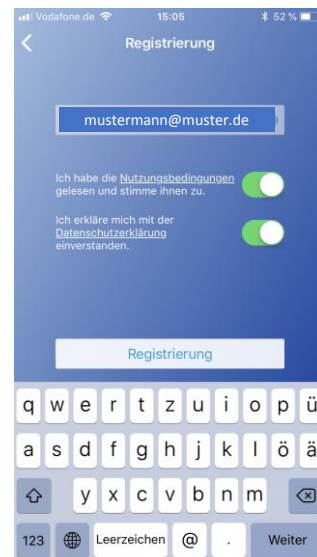 Vodafone.de 15:05 52 %
Registrierung
mustermann@muster.de
Ich habe die Nutzungsbedingungen
gelesen und stimme ihnen zu.
Ich erkläre mich mit der
Datenschutzerklärung
einverstanden.
Registrierung
q w e r t z u i o p ü
a s d f g h j k l ö ä
y x c v b n m
123 Leerzeichen @ . Weiter